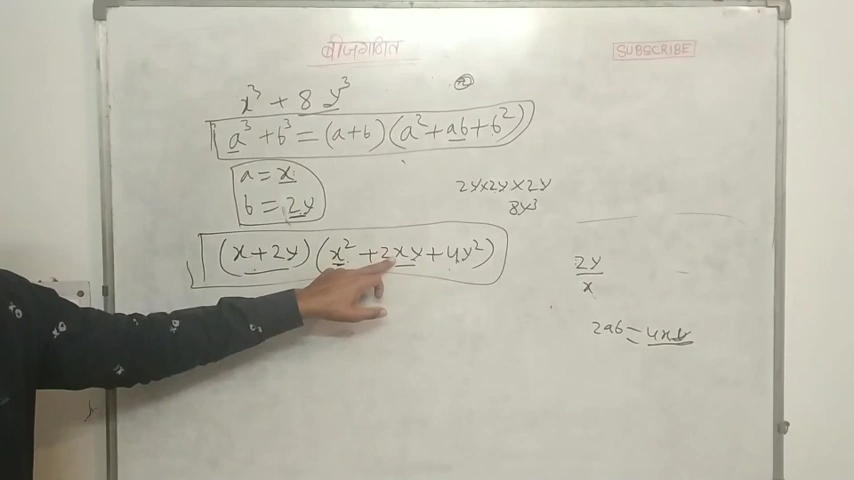 बीजगणित
SUBSCRIBE
x³ + 8 y³
a³ + b³ = (a+b)(a² + ab + b²)
a = x
b = 2y
2y×2y×2y
8y³
(x + 2y)(x² + 2xy + 4y²)
2y
x
2ab = 4xy